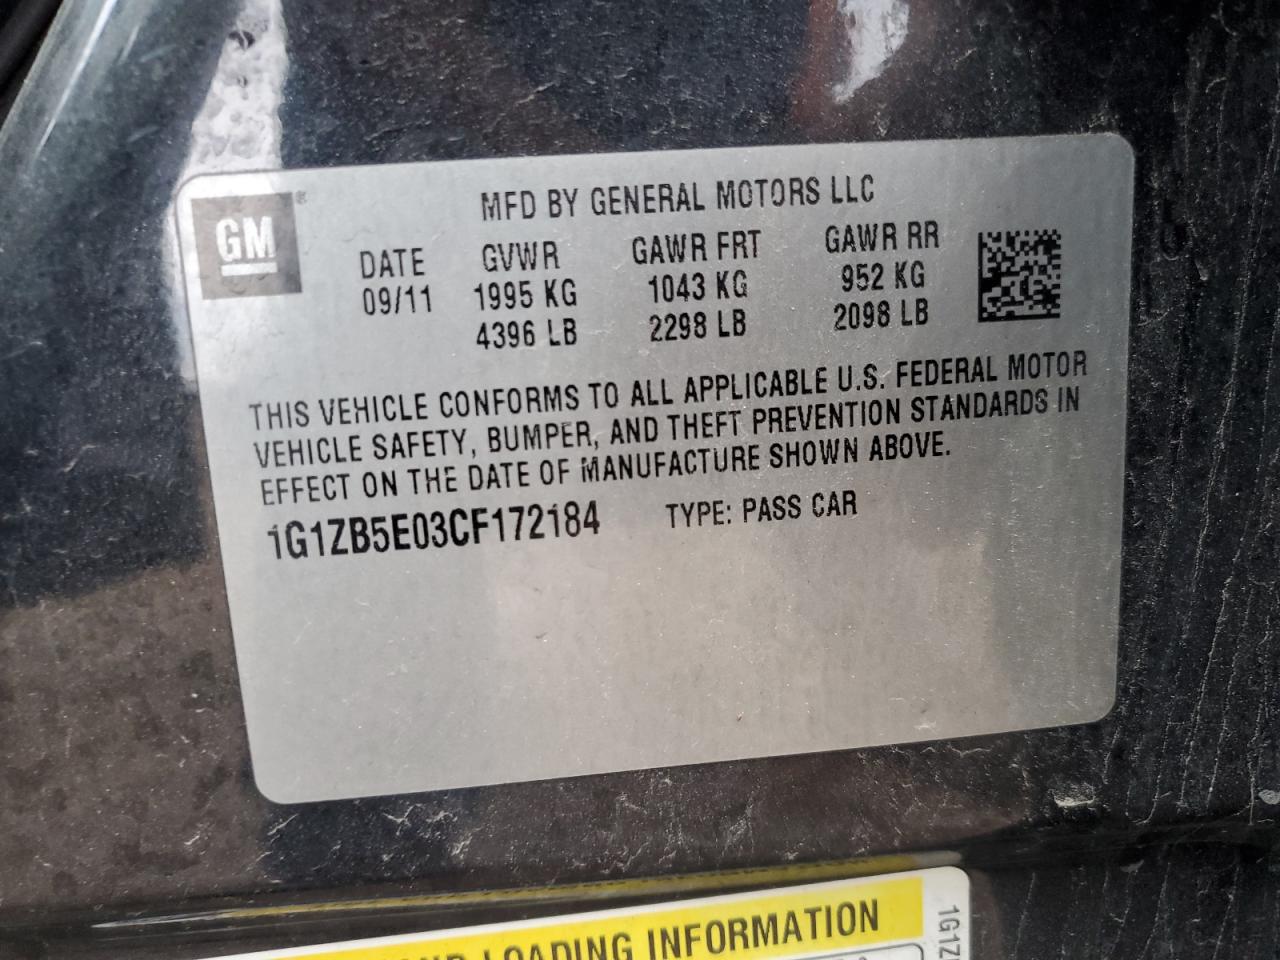 GM®
MFD BY GENERAL MOTORS LLC
DATE GVWR GAWR FRT GAWR RR
09/11 1995 KG 1043 KG 952 KG
4396 LB 2298 LB 2098 LB
THIS VEHICLE CONFORMS TO ALL APPLICABLE U.S. FEDERAL MOTOR
VEHICLE SAFETY, BUMPER, AND THEFT PREVENTION STANDARDS IN
EFFECT ON THE DATE OF MANUFACTURE SHOWN ABOVE.
1G1ZB5E03CF172184 TYPE: PASS CAR
AND LOADING INFORMATION
1G1Z